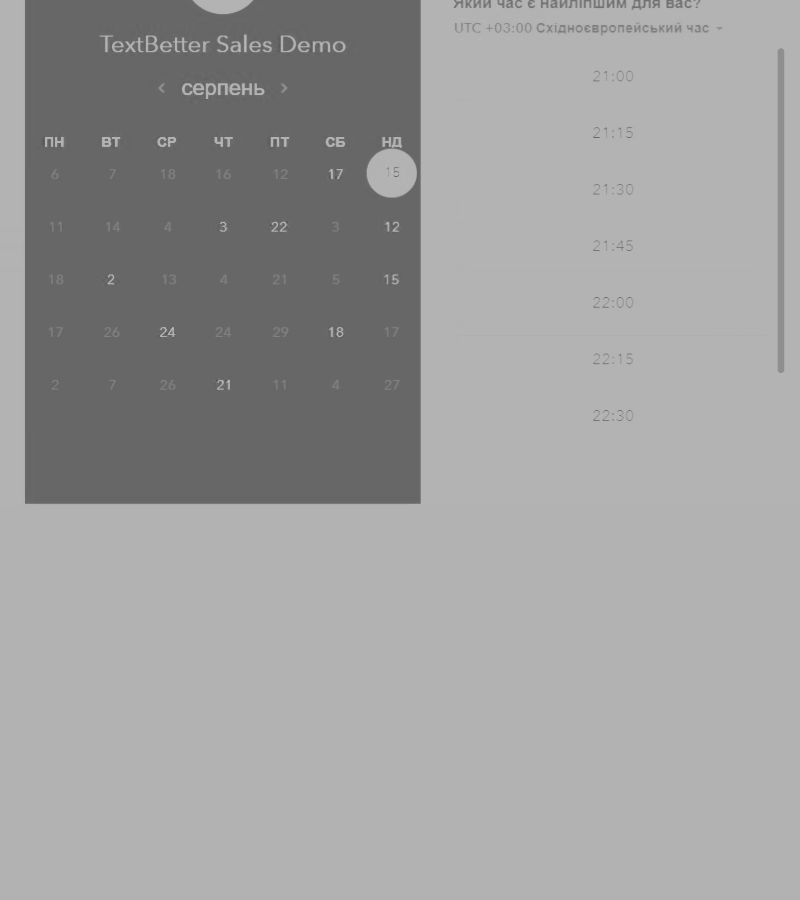 TextBetter Sales Demo
серпень
ПН ВТ СР ЧТ ПТ СБ НД
6 7 18 16 12 17 15
11 14 4 3 22 3 12
18 2 13 4 21 5 15
17 26 24 24 29 18 17
2 7 26 21 11 4 27
Який час є найліпшим для вас?
UTC +03:00 Східноєвропейський час
21:00
21:15
21:30
21:45
22:00
22:15
22:30